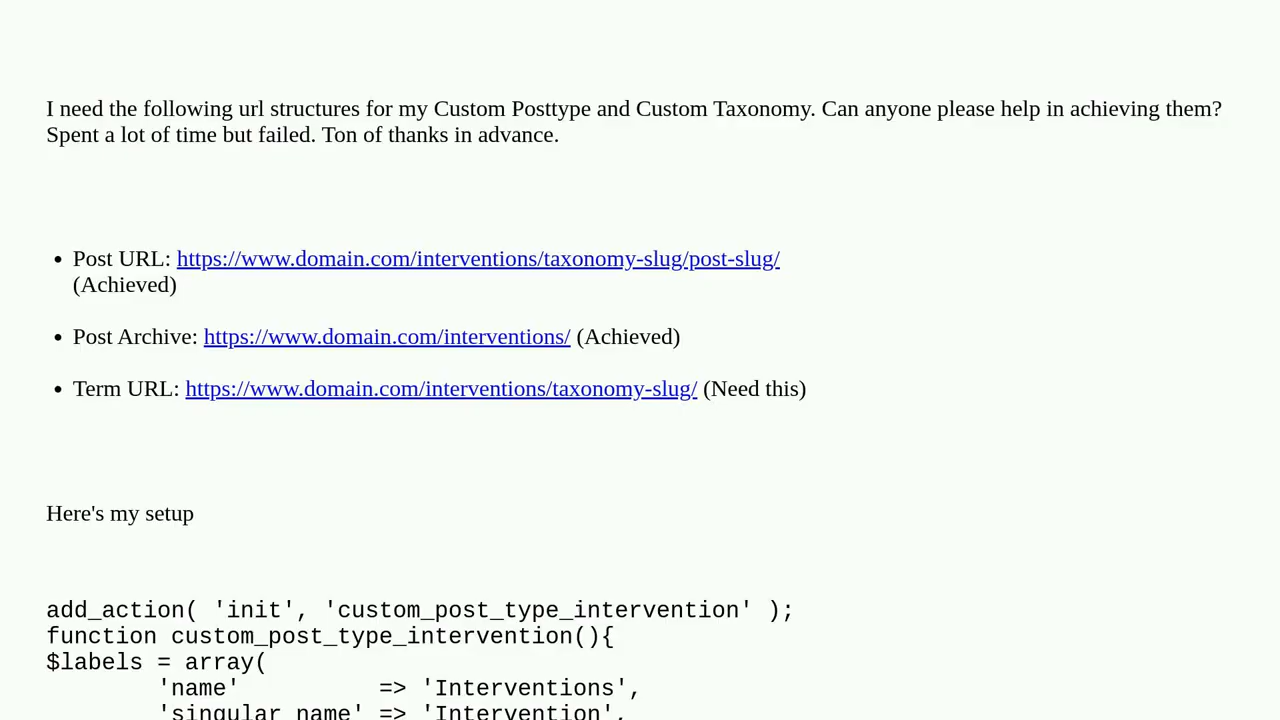 I need the following url structures for my Custom Posttype and Custom Taxonomy. Can anyone please help in achieving them?
Spent a lot of time but failed. Ton of thanks in advance.
• Post URL: https://www.domain.com/interventions/taxonomy-slug/post-slug/
(Achieved)
• Post Archive: https://www.domain.com/interventions/ (Achieved)
• Term URL: https://www.domain.com/interventions/taxonomy-slug/ (Need this)
Here's my setup
add_action( 'init', 'custom_post_type_intervention' );
function custom_post_type_intervention(){
$labels = array(
        'name'          => 'Interventions',
        'singular_name' => 'Intervention',